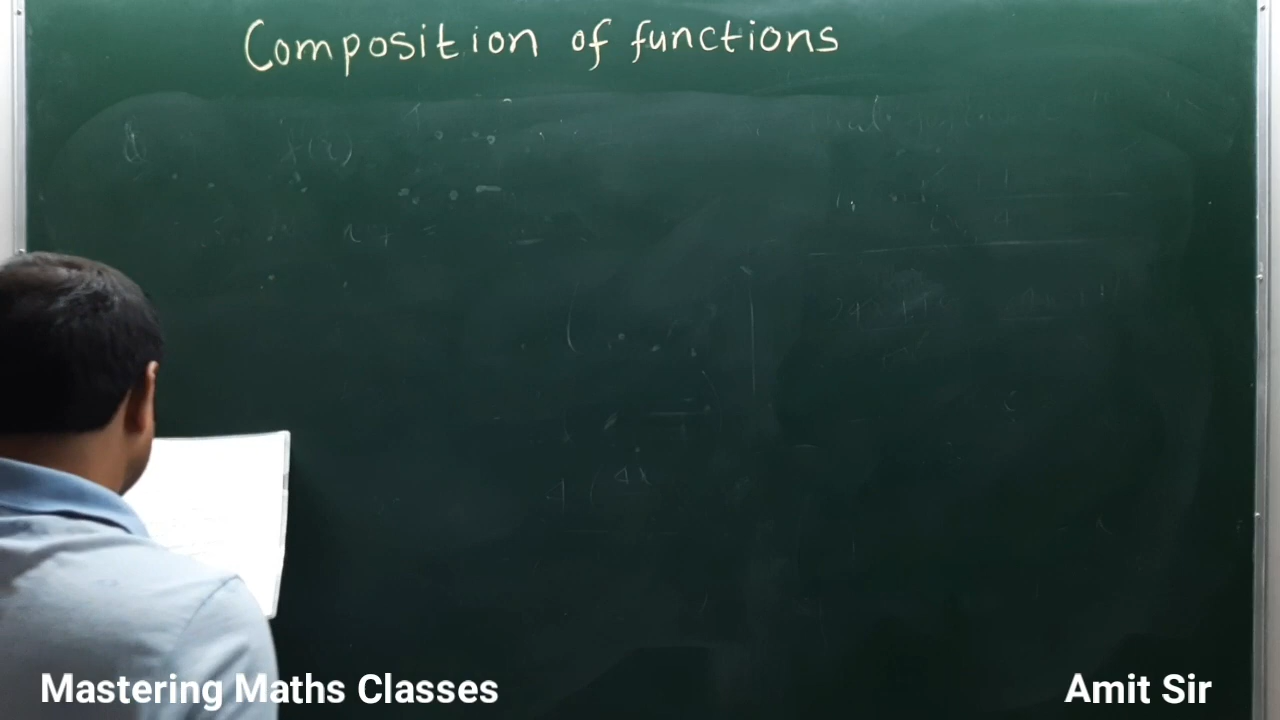 Composition of functions
f(x)
Mastering Maths Classes
Amit Sir